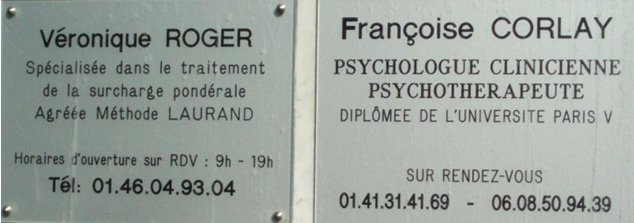 Véronique ROGER
Spécialisée dans le traitement
de la surcharge pondérale
Agréée Méthode LAURAND
Horaires d'ouverture sur RDV : 9h - 19h
Tél: 01.46.04.93.04
Françoise CORLAY
PSYCHOLOGUE CLINICIENNE
PSYCHOTHERAPEUTE
DIPLÔMEE DE L'UNIVERSITE PARIS V
SUR RENDEZ-VOUS
01.41.31.41.69 - 06.08.50.94.39